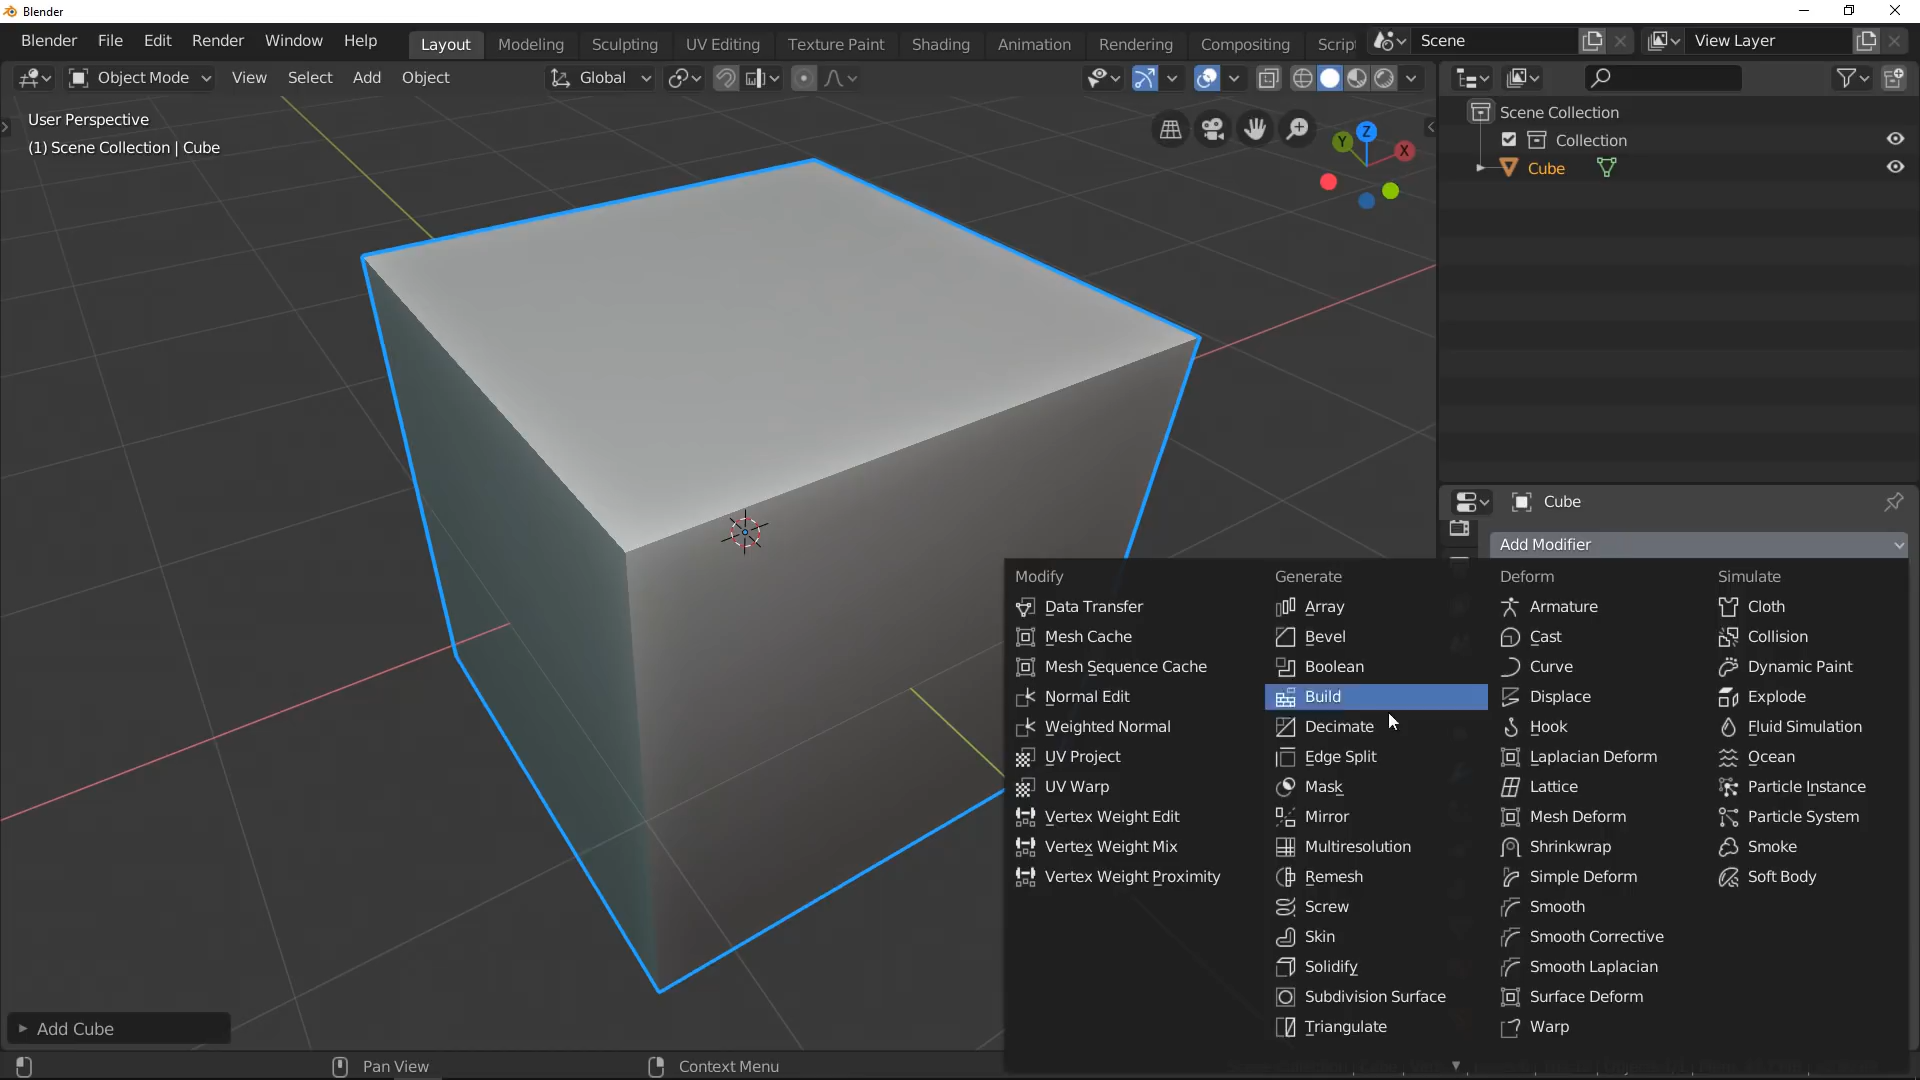 Blender
Blender File Edit Render Window Help Layout Modeling Sculpting UV Editing Texture Paint Shading Animation Rendering Compositing Scrip Scene View Layer
Object Mode View Select Add Object Global
User Perspective
(1) Scene Collection | Cube
Z
Y
X
Scene Collection
Collection
Cube
Cube
Add Modifier
Modify
Data Transfer
Mesh Cache
Mesh Sequence Cache
Normal Edit
Weighted Normal
UV Project
UV Warp
Vertex Weight Edit
Vertex Weight Mix
Vertex Weight Proximity
Generate
Array
Bevel
Boolean
Build
Decimate
Edge Split
Mask
Mirror
Multiresolution
Remesh
Screw
Skin
Solidify
Subdivision Surface
Triangulate
Deform
Armature
Cast
Curve
Displace
Hook
Laplacian Deform
Lattice
Mesh Deform
Shrinkwrap
Simple Deform
Smooth
Smooth Corrective
Smooth Laplacian
Surface Deform
Warp
Simulate
Cloth
Collision
Dynamic Paint
Explode
Fluid Simulation
Ocean
Particle Instance
Particle System
Smoke
Soft Body
Add Cube
Pan View
Context Menu